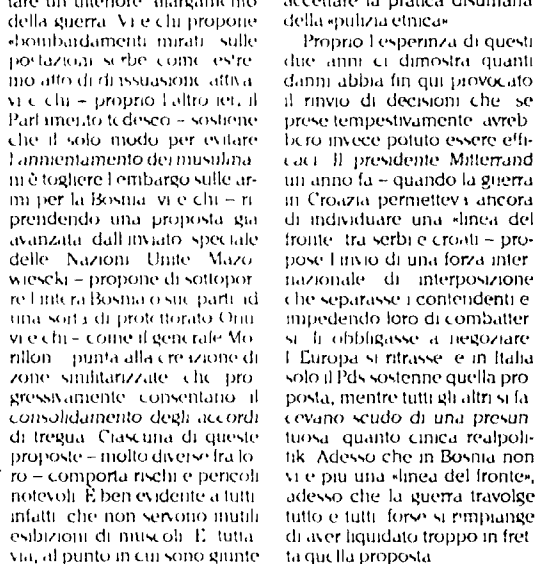 tare un ulteriore allargamento
della guerra. Vi è chi propone
«bombardamenti mirati» sulle
postazioni serbe come estre-
mo atto di dissuasione attiva
vi è chi – proprio l'altro ieri, il
Parlamento tedesco – sostiene
che il solo modo per evitare
l'annientamento dei musulma-
ni è togliere l'embargo sulle ar-
mi per la Bosnia vi è chi – ri
prendendo una proposta già
avanzata dall'inviato speciale
delle Nazioni Unite Mazo
wiescki – propone di sottopor
re l'intera Bosnia o sue parti ad
una sorta di protettorato Onu
vi è chi – come il generale Mo
rillon punta alla creazione di
zone smilitarizzate che pro
gressivamente consentano il
consolidamento degli accordi
di tregua Ciascuna di queste
proposte – molto diverse fra lo
ro – comporta rischi e pericoli
notevoli È ben evidente a tutti
infatti che non servono inutili
esibizioni di muscoli E tutta
via, al punto in cui sono giunte
accettare la pratica disumana
della «pulizia etnica»
Proprio l esperinza di questi
due anni ci dimostra quanti
danni abbia fin qui provocato
il rinvio di decisioni che se
prese tempestivamente avreb
bero invece potuto essere effi-
caci Il presidente Mitterrand
un anno fa – quando la guerra
in Croazia permetteva ancora
di individuare una «linea del
fronte tra serbi e croati – pro-
pose l invio di una forza inter
nazionale di interposizione
che separasse i contendenti e
impedendo loro di combatter
si li obbligasse a negoziare
l Europa si ritrasse e in Italia
solo il Pds sostenne quella pro
posta, mentre tutti gli altri si fa
cevano scudo di una presun
tuosa quanto cinica realpoli-
tik Adesso che in Bosnia non
vi è più una «linea del fronte»,
adesso che la guerra travolge
tutto e tutti forse si rimpiange
di aver liquidato troppo in fret
ta quella proposta